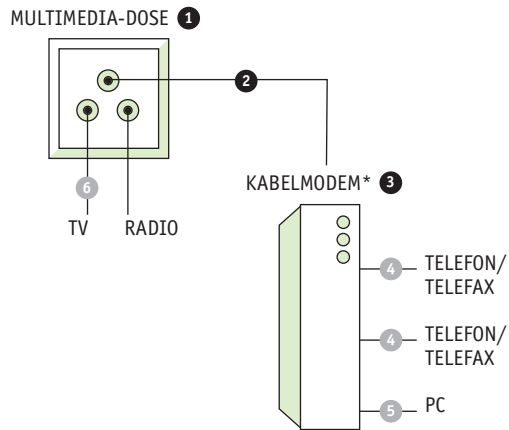 MULTIMEDIA-DOSE 1
2
6
TV RADIO
KABELMODEM* 3
4 TELEFON/
TELEFAX
4 TELEFON/
TELEFAX
5 PC